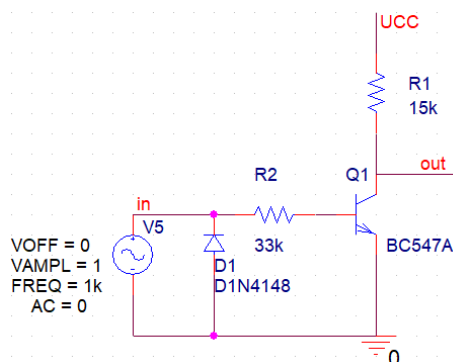 UCC
R1
15k
out
Q1
R2
in
V5
33k
BC547A
VOFF = 0
VAMPL = 1
FREQ = 1k
AC = 0
D1
D1N4148
0